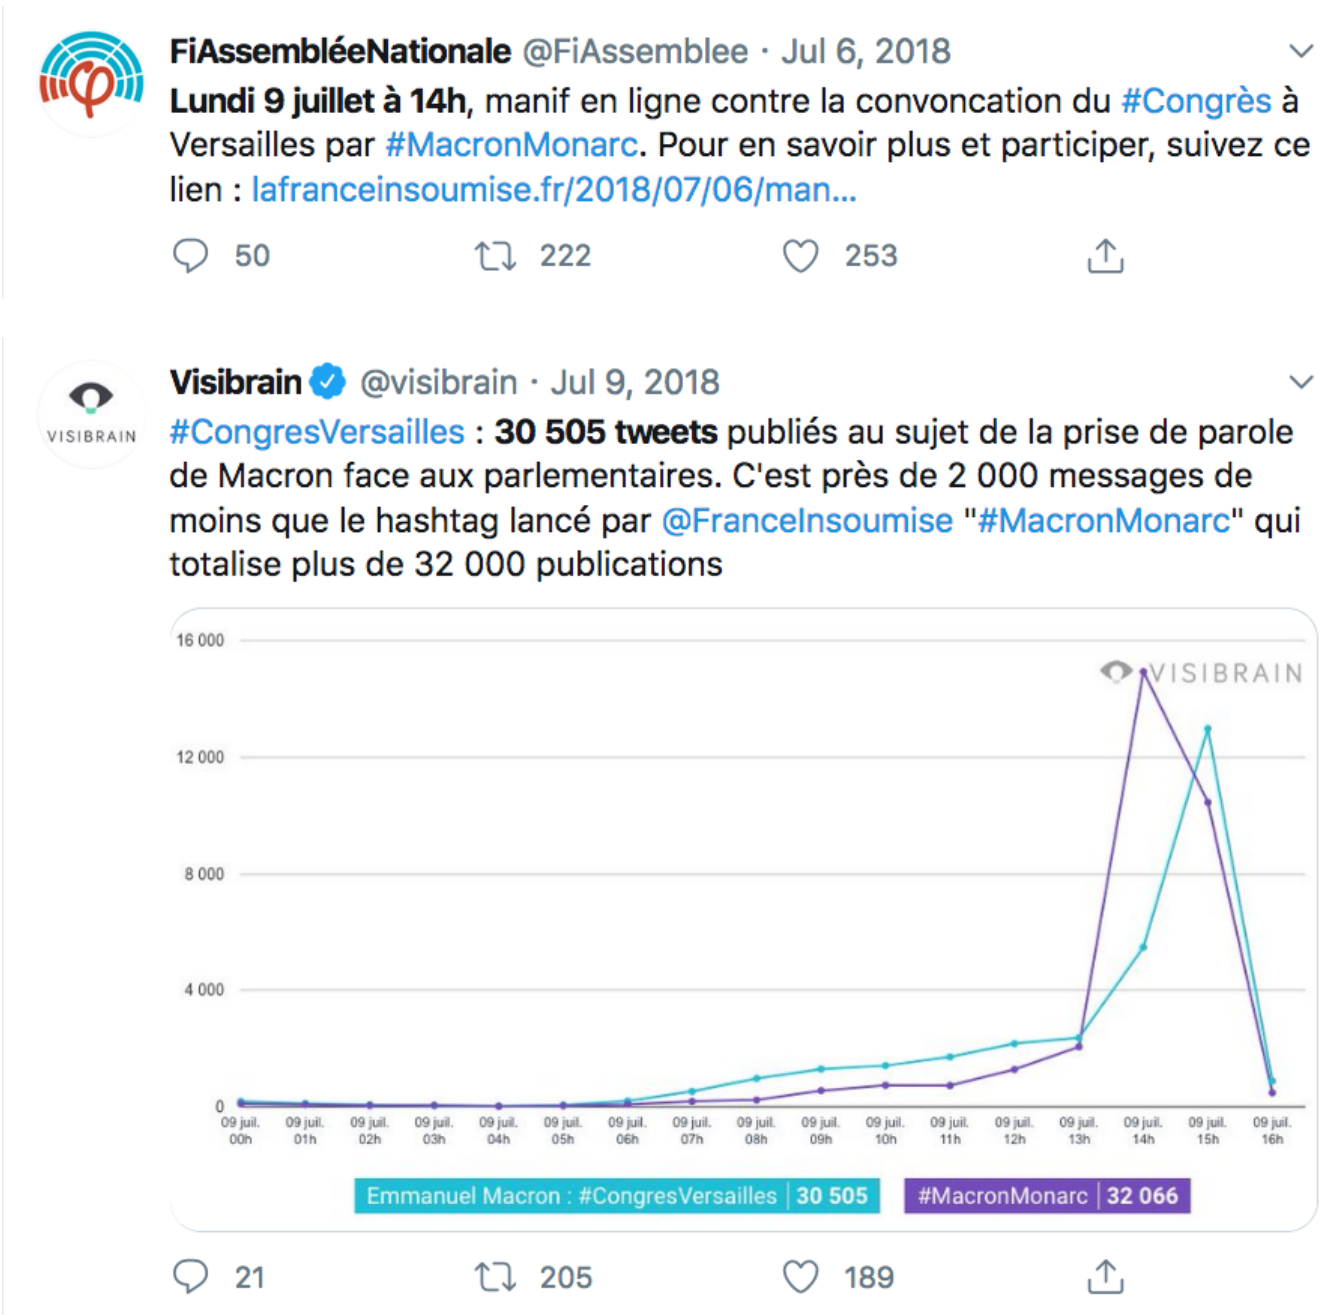 FiAssembléeNationale @FiAssemblee · Jul 6, 2018
Lundi 9 juillet à 14h, manif en ligne contre la convoncation du #Congrès à
Versailles par #MacronMonarc. Pour en savoir plus et participer, suivez ce
lien : lafranceinsoumise.fr/2018/07/06/man...
50 222 253
VISIBRAIN
Visibrain @visibrain · Jul 9, 2018
#CongresVersailles : 30 505 tweets publiés au sujet de la prise de parole
de Macron face aux parlementaires. C'est près de 2 000 messages de
moins que le hashtag lancé par @FranceInsoumise "#MacronMonarc" qui
totalise plus de 32 000 publications
16 000
VISIBRAIN
12 000
8 000
4 000
0
09 juil. 09 juil. 09 juil. 09 juil. 09 juil. 09 juil. 09 juil. 09 juil. 09 juil. 09 juil. 09 juil. 09 juil. 09 juil. 09 juil. 09 juil. 09 juil. 09 juil.
00h 01h 02h 03h 04h 05h 06h 07h 08h 09h 10h 11h 12h 13h 14h 15h 16h
Emmanuel Macron : #CongresVersailles 30 505 #MacronMonarc 32 066
21 205 189